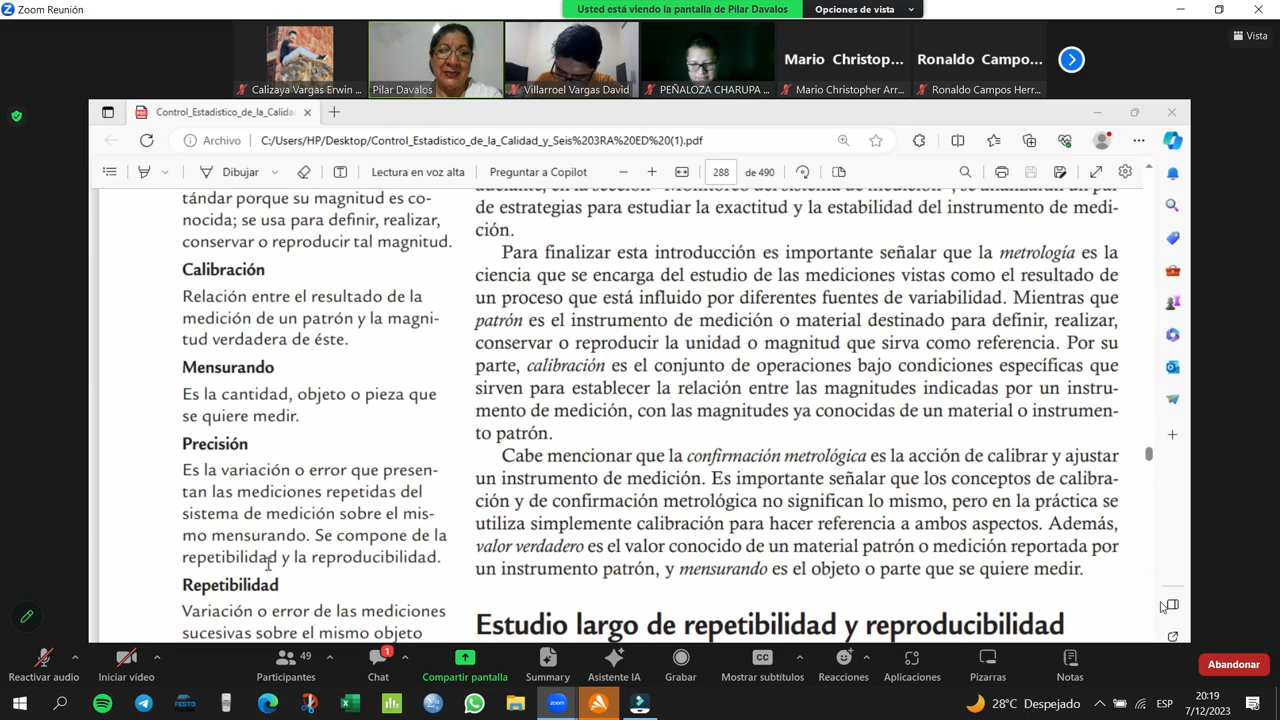 Zoom Reunión
Usted está viendo la pantalla de Pilar Davalos
Opciones de vista
Vista
Calizaya Vargas Erwin ...
Pilar Davalos
Villarroel Vargas David
PEÑALOZA CHARUPA ...
Mario Christop...
Mario Christopher Arr...
Ronaldo Campo...
Ronaldo Campos Herr...
Control_Estadistico_de_la_Calida
Archivo
C:/Users/HP/Desktop/Control_Estadistico_de_la_Calidad_y_Seis%203RA%20ED%20(1).pdf
Dibujar
Lectura en voz alta
Preguntar a Copilot
288
de 490
tándar porque su magnitud es co-
nocida; se usa para definir, realizar,
conservar o reproducir tal magnitud.
Calibración
Relación entre el resultado de la
medición de un patrón y la magni-
tud verdadera de éste.
Mensurando
Es la cantidad, objeto o pieza que
se quiere medir.
Precisión
Es la variación o error que presen-
tan las mediciones repetidas del
sistema de medición sobre el mis-
mo mensurando. Se compone de la
repetibilidad y la reproducibilidad.
Repetibilidad
Variación o error de las mediciones
sucesivas sobre el mismo objeto
adelante, en la sección "Monitoreo del sistema de medición", se analizarán un par
de estrategias para estudiar la exactitud y la estabilidad del instrumento de medi-
ción.
Para finalizar esta introducción es importante señalar que la metrología es la
ciencia que se encarga del estudio de las mediciones vistas como el resultado de
un proceso que está influido por diferentes fuentes de variabilidad. Mientras que
patrón es el instrumento de medición o material destinado para definir, realizar,
conservar o reproducir la unidad o magnitud que sirva como referencia. Por su
parte, calibración es el conjunto de operaciones bajo condiciones específicas que
sirven para establecer la relación entre las magnitudes indicadas por un instru-
mento de medición, con las magnitudes ya conocidas de un material o instrumen-
to patrón.
Cabe mencionar que la confirmación metrológica es la acción de calibrar y ajustar
un instrumento de medición. Es importante señalar que los conceptos de calibra-
ción y de confirmación metrológica no significan lo mismo, pero en la práctica se
utiliza simplemente calibración para hacer referencia a ambos aspectos. Además,
valor verdadero es el valor conocido de un material patrón o medición reportada por
un instrumento patrón, y mensurando es el objeto o parte que se quiere medir.
Estudio largo de repetibilidad y reproducibilidad
Reactivar audio
Iniciar video
49
Participantes
1
Chat
Compartir pantalla
Summary
Asistente IA
Grabar
CC
Mostrar subtítulos
Reacciones
Aplicaciones
Pizarras
Notas
Abandonar
FESTO
zoom
28°C Despejado
ESP
20:19
7/12/2023